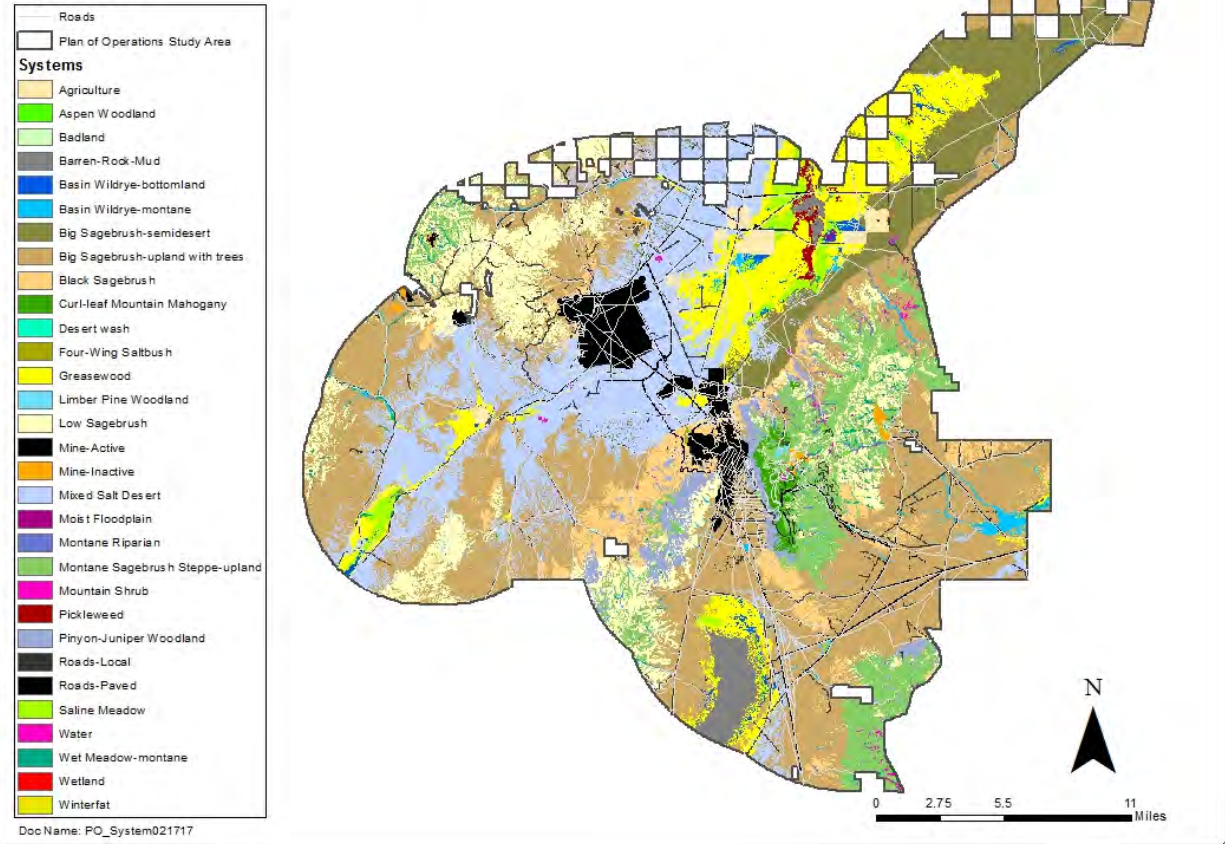 Roads
Plan of Operations Study Area
Systems
Agriculture
Aspen Woodland
Badland
Barren-Rock-Mud
Basin Wildrye-bottomland
Basin Wildrye-montane
Big Sagebrush-semidesert
Big Sagebrush-upland with trees
Black Sagebrush
Curl-leaf Mountain Mahogany
Desert wash
Four-Wing Saltbush
Greasewood
Limber Pine Woodland
Low Sagebrush
Mine-Active
Mine-Inactive
Mixed Salt Desert
Moist Floodplain
Montane Riparian
Montane Sagebrush Steppe-upland
Mountain Shrub
Pickleweed
Pinyon-Juniper Woodland
Roads-Local
Roads-Paved
Saline Meadow
Water
Wet Meadow-montane
Wetland
Winterfat
Doc Name: PO_System021717
N
0 2.75 5.5 11
Miles